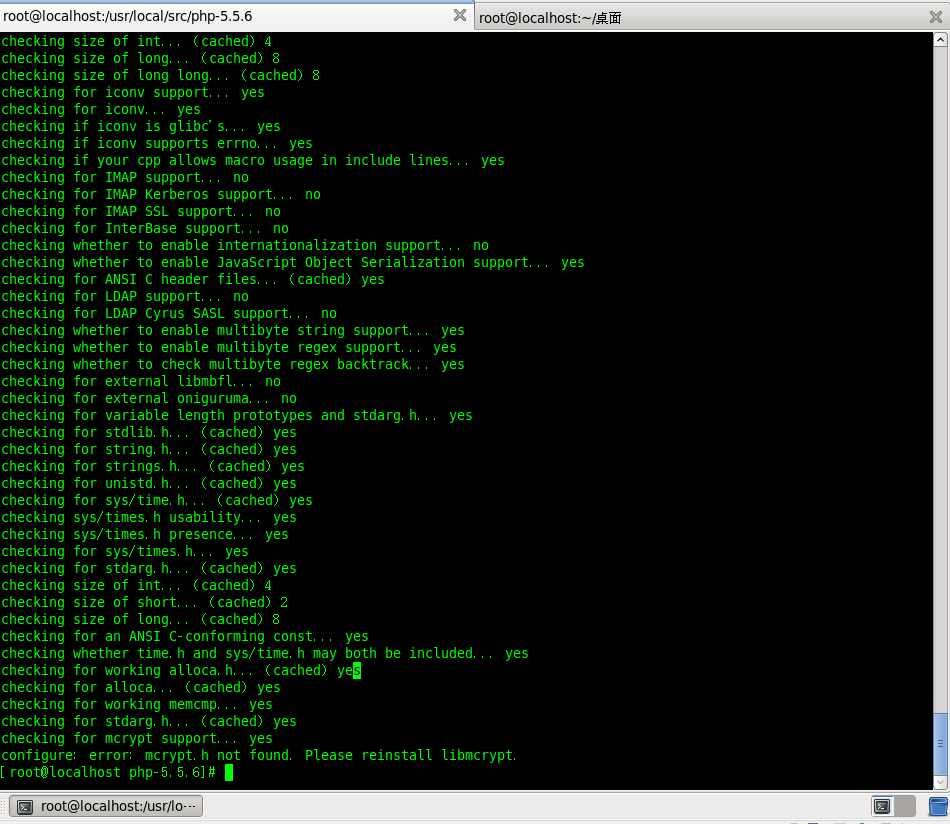 root@localhost:/usr/local/src/php-5.5.6
root@localhost:~/桌面
checking size of int... (cached) 4
checking size of long... (cached) 8
checking size of long long... (cached) 8
checking for iconv support... yes
checking for iconv... yes
checking if iconv is glibc's... yes
checking if iconv supports errno... yes
checking if your cpp allows macro usage in include lines... yes
checking for IMAP support... no
checking for IMAP Kerberos support... no
checking for IMAP SSL support... no
checking for InterBase support... no
checking whether to enable internationalization support... no
checking whether to enable JavaScript Object Serialization support... yes
checking for ANSI C header files... (cached) yes
checking for LDAP support... no
checking for LDAP Cyrus SASL support... no
checking whether to enable multibyte string support... yes
checking whether to enable multibyte regex support... yes
checking whether to check multibyte regex backtrack... yes
checking for external libmbfl... no
checking for external oniguruma... no
checking for variable length prototypes and stdarg.h... yes
checking for stdlib.h... (cached) yes
checking for string.h... (cached) yes
checking for strings.h... (cached) yes
checking for unistd.h... (cached) yes
checking for sys/time.h... (cached) yes
checking sys/times.h usability... yes
checking sys/times.h presence... yes
checking for sys/times.h... yes
checking for stdarg.h... (cached) yes
checking size of int... (cached) 4
checking size of short... (cached) 2
checking size of long... (cached) 8
checking for an ANSI C-conforming const... yes
checking whether time.h and sys/time.h may both be included... yes
checking for working alloca.h... (cached) yes
checking for alloca... (cached) yes
checking for working memcmp... yes
checking for stdarg.h... (cached) yes
checking for mcrypt support... yes
configure: error: mcrypt.h not found. Please reinstall libmcrypt.
[root@localhost php-5.5.6]#
root@localhost:/usr/lo···